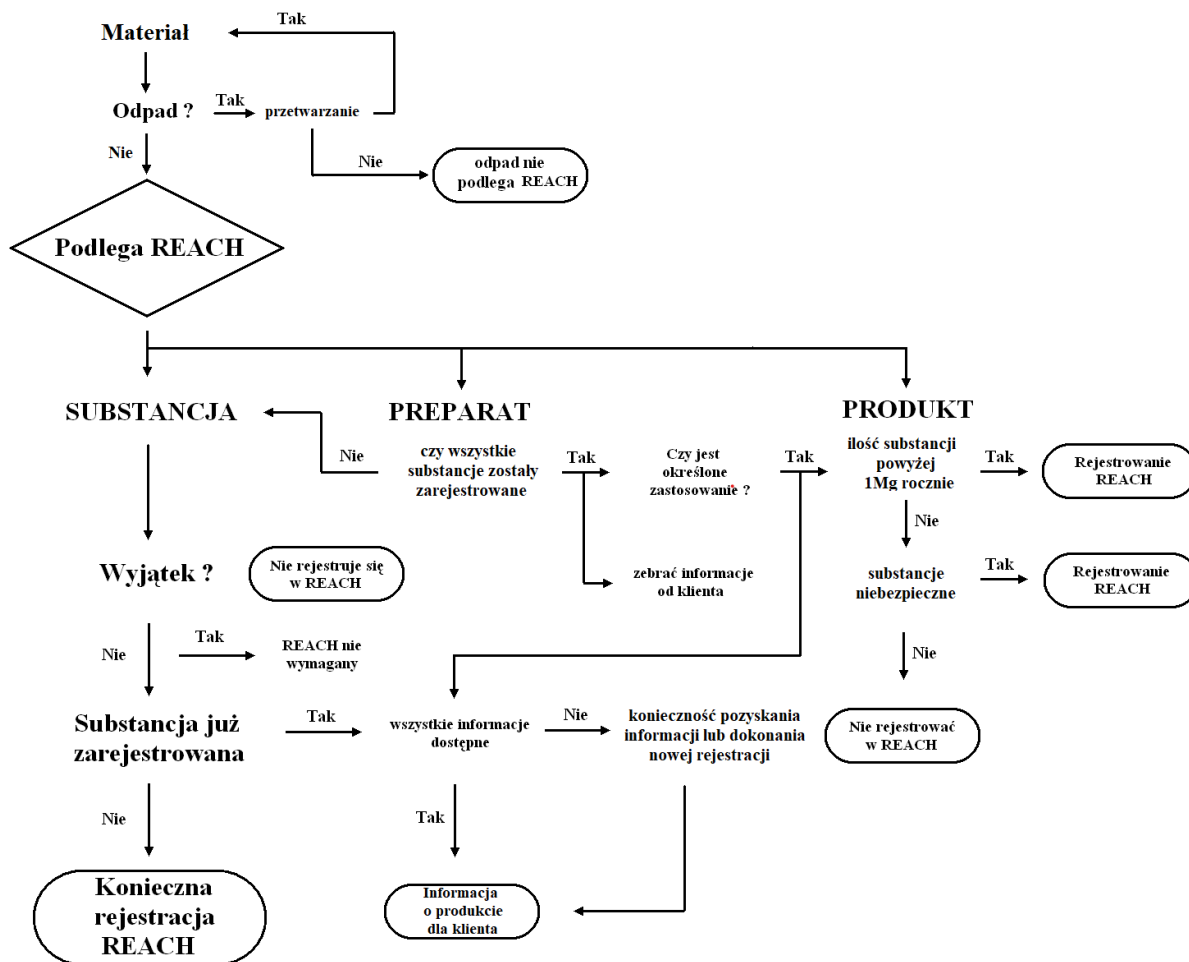 Tak
Materiał
Odpad ?
Tak
przetwarzanie
Nie
Nie
odpad nie
podlega REACH
Podlega REACH
SUBSTANCJA
PREPARAT
PRODUKT
Nie
czy wszystkie
substancje zostały
zarejestrowane
Tak
Czy jest
określone
zastosowanie ?
Tak
ilość substancji
powyżej
1Mg rocznie
Tak
Rejestrowanie
REACH
Nie
Wyjątek ?
Nie rejestruje się
w REACH
zebrać informacje
od klienta
substancje
niebezpieczne
Tak
Rejestrowanie
REACH
Nie
Tak
REACH nie
wymagany
Nie
Substancja już
zarejestrowana
Tak
wszystkie informacje
dostępne
Nie
konieczność pozyskania
informacji lub dokonania
nowej rejestracji
Nie rejestrować
w REACH
Nie
Tak
Konieczna
rejestracja
REACH
Informacja
o produkcie
dla klienta